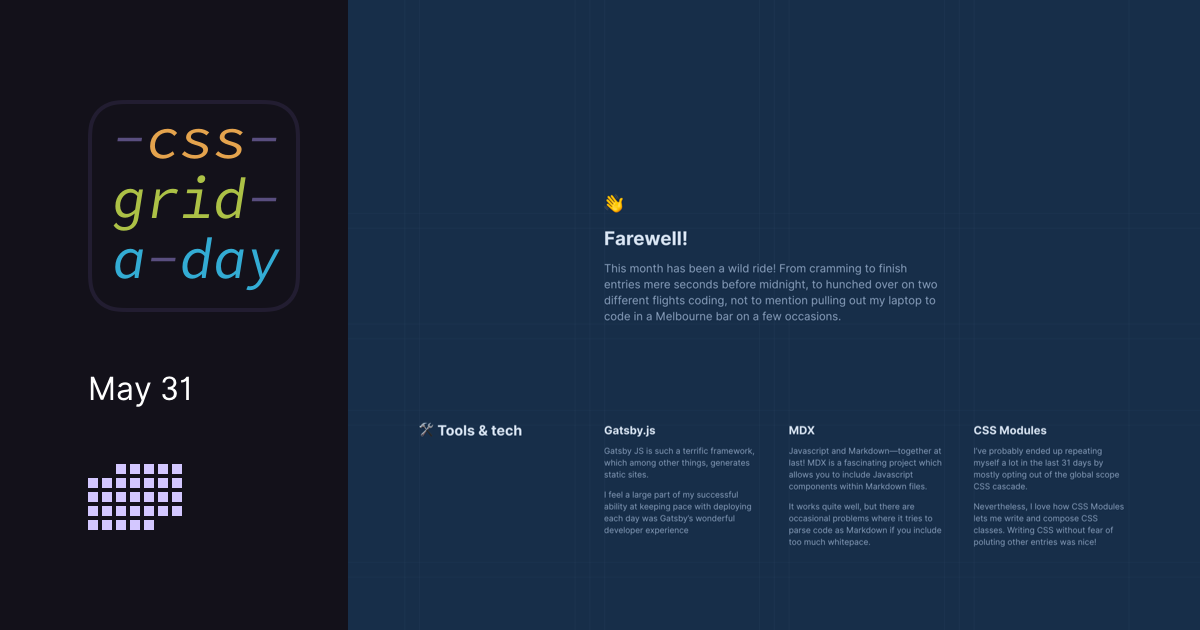 -css-
grid-
a-day
May 31
👋
Farewell!
This month has been a wild ride! From cramming to finish
entries mere seconds before midnight, to hunched over on two
different flights coding, not to mention pulling out my laptop to
code in a Melbourne bar on a few occasions.
🛠 Tools & tech
Gatsby.js
Gatsby JS is such a terrific framework,
which among other things, generates
static sites.
I feel a large part of my successful
ability at keeping pace with deploying
each day was Gatsby's wonderful
developer experience
MDX
Javascript and Markdown—together at
last! MDX is a fascinating project which
allows you to include Javascript
components within Markdown files.
It works quite well, but there are
occasional problems where it tries to
parse code as Markdown if you include
too much whitepace.
CSS Modules
I've probably ended up repeating
myself a lot in the last 31 days by
mostly opting out of the global scope
CSS cascade.
Nevertheless, I love how CSS Modules
lets me write and compose CSS
classes. Writing CSS without fear of
poluting other entries was nice!